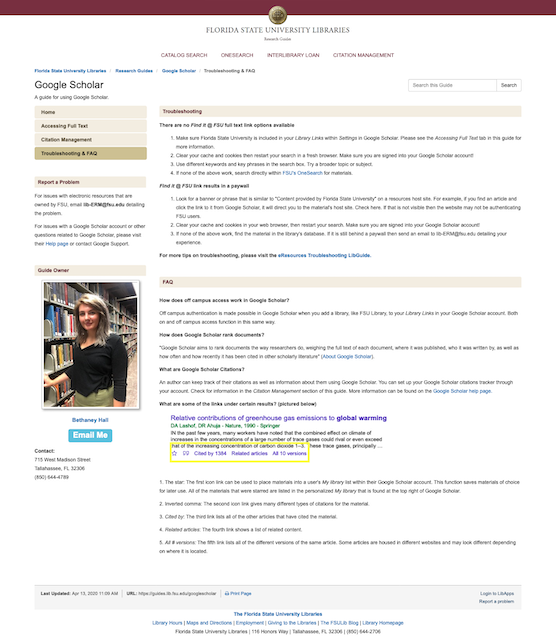 FLORIDA STATE UNIVERSITY LIBRARIES
Research Guides
CATALOG SEARCH ONESEARCH INTERLIBRARY LOAN CITATION MANAGEMENT
Florida State University Libraries / Research Guides / Google Scholar / Troubleshooting & FAQ
Google Scholar
A guide for using Google Scholar.
Search this Guide Search
Home
Accessing Full Text
Citation Management
Troubleshooting & FAQ
Report a Problem
For issues with electronic resources that are
owned by FSU, email lib-ERM@fsu.edu detailing
the problem.
For issues with a Google Scholar account or other
questions related to Google Scholar, please visit
their Help page or contact Google Support.
Guide Owner
Bethaney Hall
Email Me
Contact:
715 West Madison Street
Tallahassee, FL 32306
(850) 644-4789
Troubleshooting
There are no Find it @ FSU full text link options available
1. Make sure Florida State University is included in your Library Links within Settings in Google Scholar. Please see the Accessing Full Text tab in this guide for
more information.
2. Clear your cache and cookies then restart your search in a fresh browser. Make sure you are signed into your Google Scholar account!
3. Use different keywords and key phrases in the search box. Try a broader topic or subject.
4. If none of the above work, search directly within FSU's OneSearch for materials.
Find it @ FSU link results in a paywall
1. Look for a banner or phrase that is similar to "Content provided by Florida State University" on a resources host site. For example, if you find an article and
click the link to it from Google Scholar, it will direct you to the material's host site. Check here. If that is not visible then the website may not be authenticating
FSU users.
2. Clear your cache and cookies in your web browser, then restart your search. Make sure you are signed into your Google Scholar account!
3. If none of the above work, find the material in the library's database. If it is still behind a paywall then send an email to lib-ERM@fsu.edu detailing your
experience.
For more tips on troubleshooting, please visit the eResources Troubleshooting LibGuide.
FAQ
How does off campus access work in Google Scholar?
Off campus authentication is made possible in Google Scholar when you add a library, like FSU Library, to your Library Links in your Google Scholar account. Both
on and off campus access function in this way.
How does Google Scholar rank documents?
"Google Scholar aims to rank documents the way researchers do, weighing the full text of each document, where it was published, who it was written by, as well as
how often and how recently it has been cited in other scholarly literature" (About Google Scholar).
What are Google Scholar Citations?
An author can keep track of their citations as well as information about them using Google Scholar. You can set up your Google Scholar citations tracker through
your account. Check for information in the Citation Management section of this guide. More information can be found on the Google Scholar help page.
What are some of the links under certain results? (pictured below)
Relative contributions of greenhouse gas emissions to global warming
DA Lashof, DR Ahuja - Nature, 1990 - Springer
IN the past few years, many workers have noted that the combined effect on climate of
increases in the concentrations of a large number of trace gases could rival or even exceed
that of the increasing concentration of carbon dioxide 1–3. These trace gases, principally ...
Cited by 1384 Related articles All 10 versions
1. The star: The first icon link can be used to place materials into a user's My library list within their Google Scholar account. This function saves materials of choice
for later use. All of the materials that were starred are listed in the personalized My library that is found at the top right of Google Scholar.
2. Inverted comma: The second icon link gives many different types of citations for the material.
3. Cited by: The third link lists all of the other articles that have cited the material.
4. Related articles: The fourth link shows a list of related content.
5. All # versions: The fifth link lists all of the different versions of the same article. Some articles are housed in different websites and may look different depending
on where it is located.
Last Updated: Apr 13, 2020 11:09 AM URL: https://guides.lib.fsu.edu/googlescholar Print Page
Login to LibApps
Report a problem
The Florida State University Libraries
Library Hours | Maps and Directions | Employment | Giving to the Libraries | The FSULib Blog | Library Homepage
Florida State University Libraries | 116 Honors Way | Tallahassee, FL 32306 | (850) 644-2706